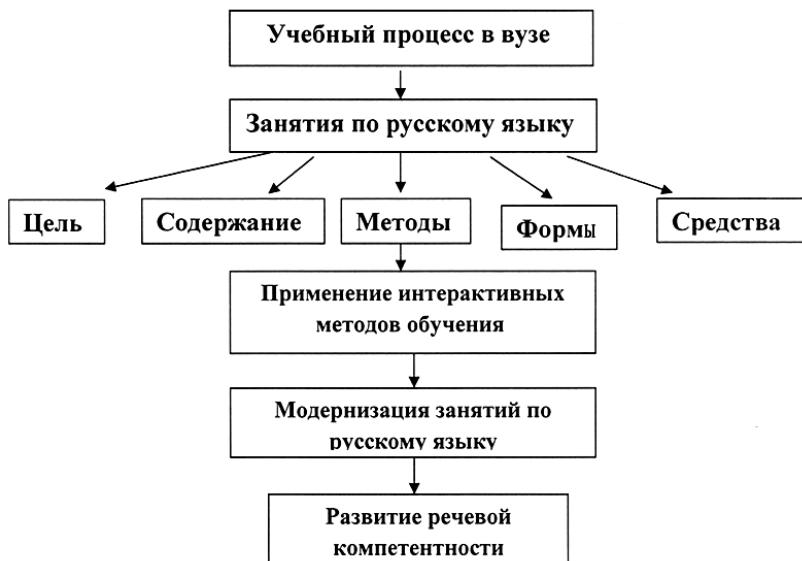 Учебный процесс в вузе
Занятия по русскому языку
Цель
Содержание
Методы
Формы
Средства
Применение интерактивных
методов обучения
Модернизация занятий по
русскому языку
Развитие речевой
компетентности